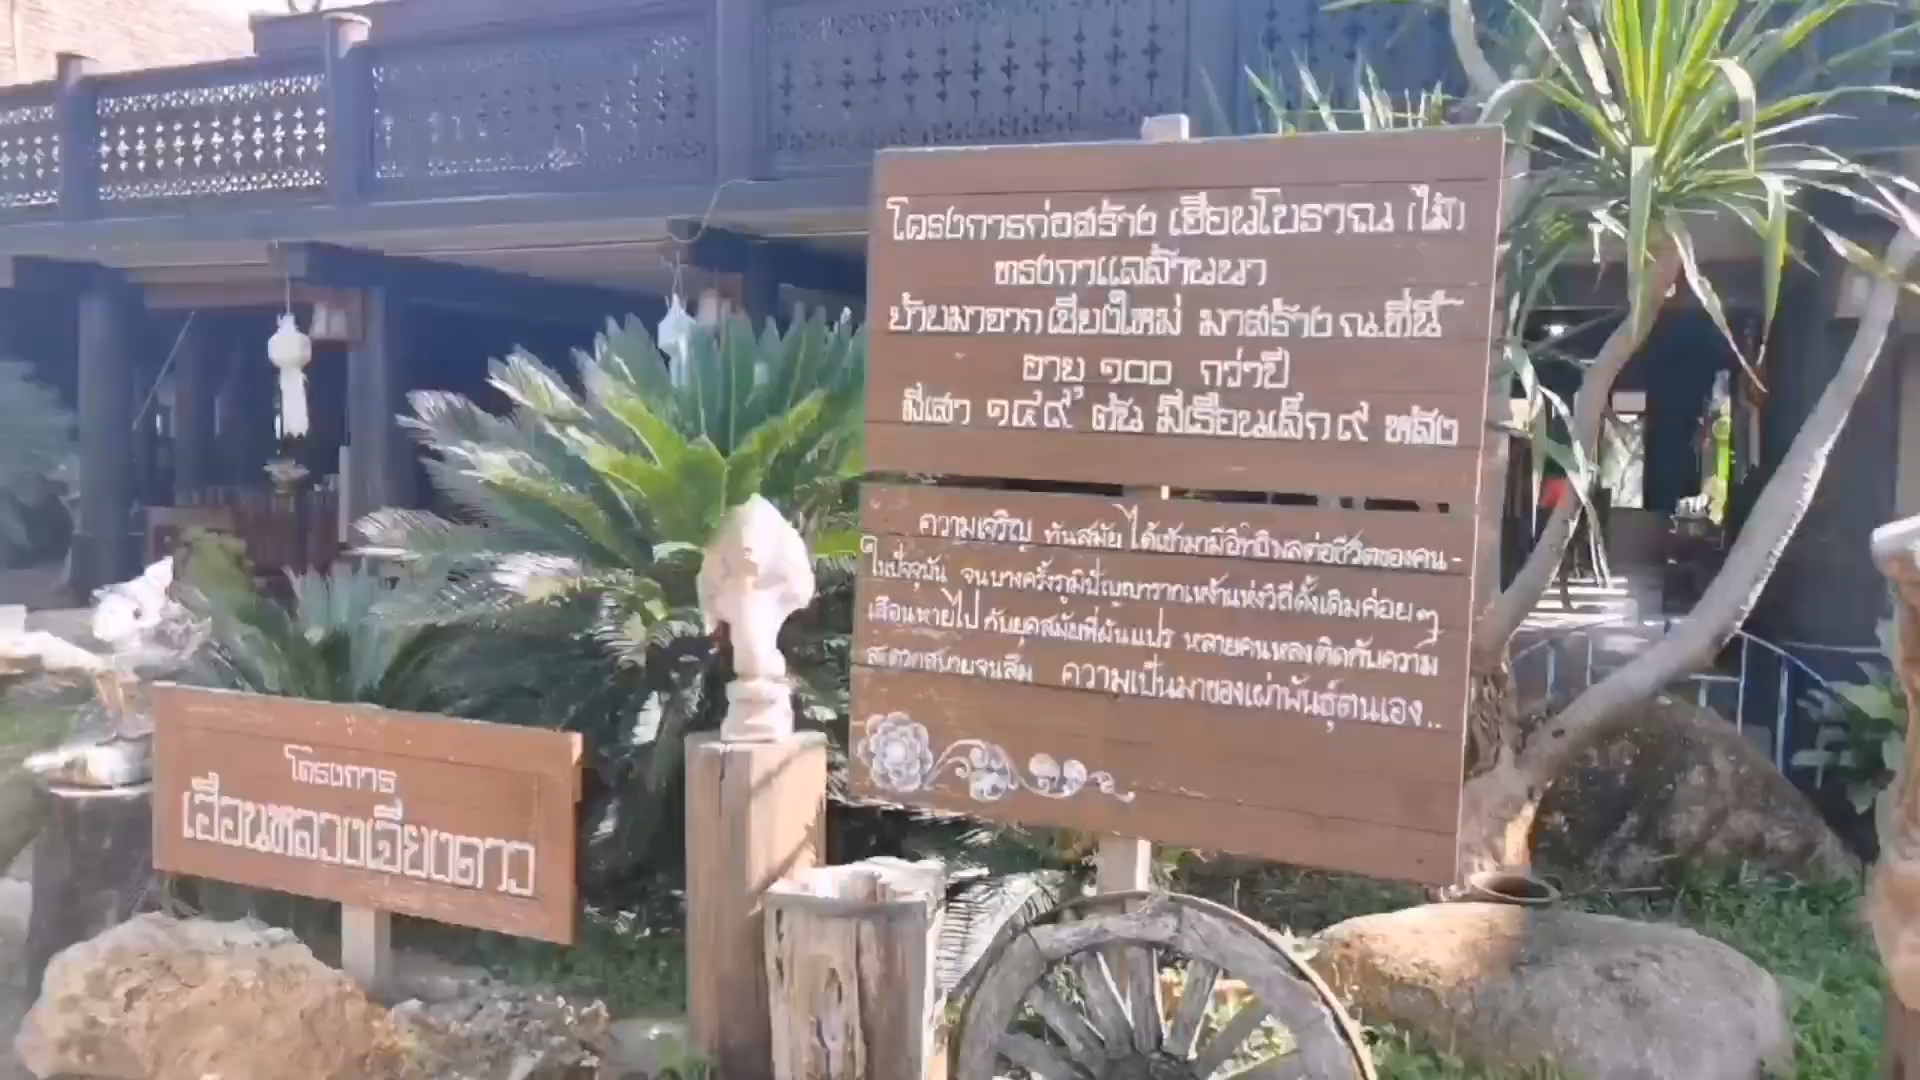 โครงการก่อสร้าง เฮือนโบราณ (ไม้)
ทรงกาแลล้านนา
ย้ายมาจากเชียงใหม่ มาสร้าง ณ.ที่นี้
อายุ ๑๐๐ กว่าปี
มีเสา ๑๔๙ ต้น มีเรือนเล็ก ๙ หลัง
ความเจริญ ทันสมัย ได้เข้ามามีอิทธิพลต่อชีวิตของคน -
ในปัจจุบัน จนบางครั้งภูมิปัญญารากเหง้าแห่งวิถีดั้งเดิมค่อยๆ
เลือนหายไป กับยุคสมัยที่ผันแปร หลายคนหลงติดกับความ
สะดวกสบายจนลืม ความเป็นมาของเผ่าพันธุ์ตนเอง..
โครงการ
เฮือนหลวงเจียงดาว